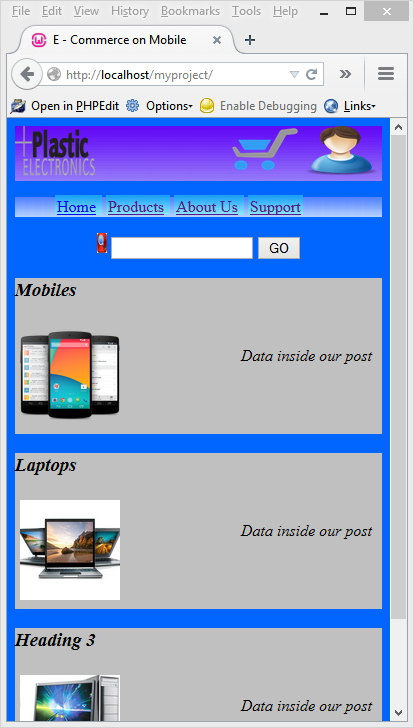 File Edit View History Bookmarks Tools Help
E - Commerce on Mobile
http://localhost/myproject/
Open in PHPEdit Options Enable Debugging Links
+Plastic
ELECTRONICS
Home Products About Us Support
GO
Mobiles
Data inside our post
Laptops
Data inside our post
Heading 3
Data inside our post